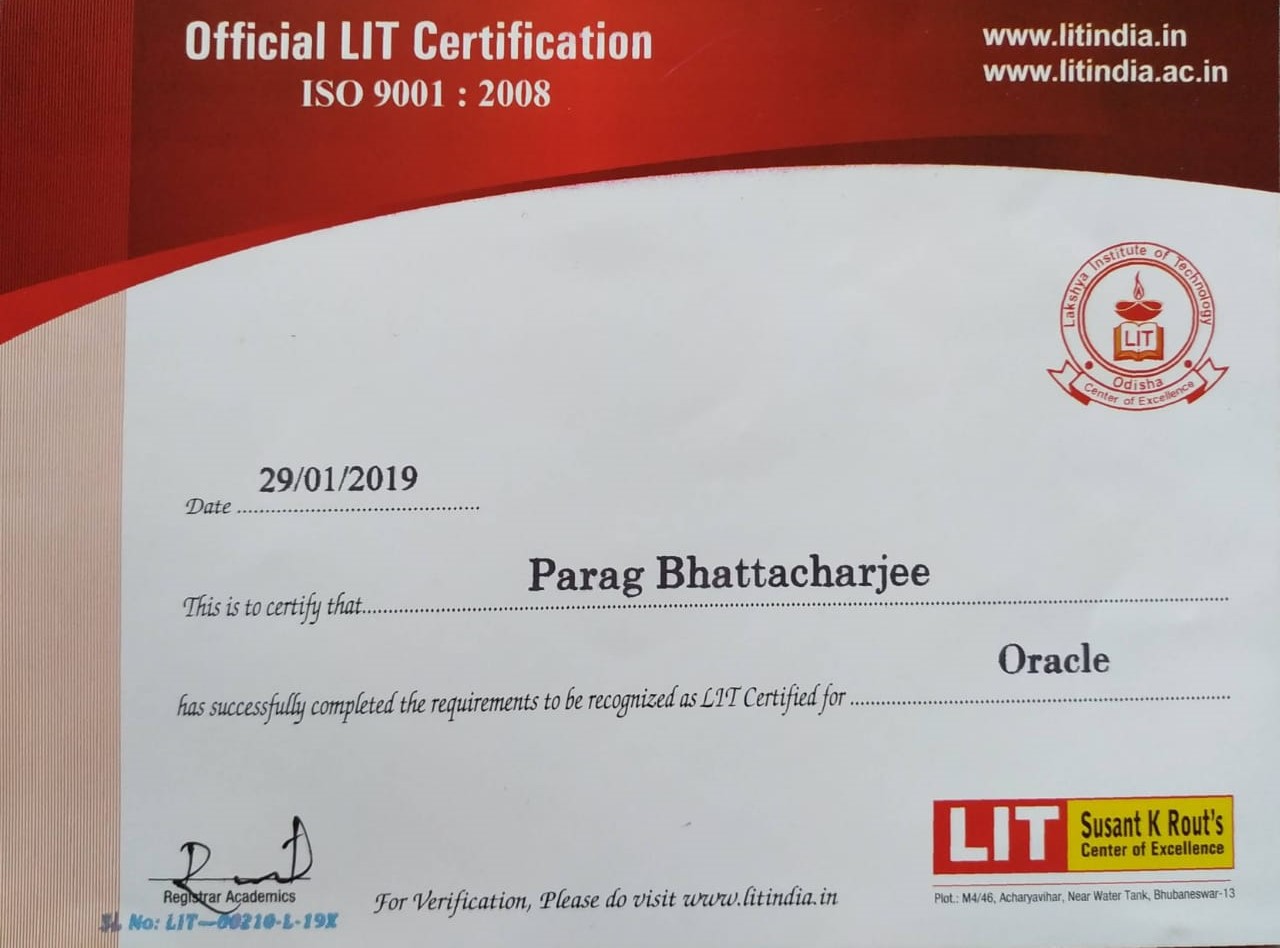 Official LIT Certification
ISO 9001 : 2008
www.litindia.in
www.litindia.ac.in
Lakshya Institute of Technology
LIT
Odisha
Center of Excellence
29/01/2019
Date ........................................
Parag Bhattacharjee
This is to certify that........................................
Oracle
has successfully completed the requirements to be recognized as LIT Certified for ........................................
LIT
Susant K Rout's
Center of Excellence
Plot.: M4/46, Acharyavihar, Near Water Tank, Bhubaneswar-13
Registrar Academics
For Verification, Please do visit www.litindia.in
SL No: LIT-00210-L-19X